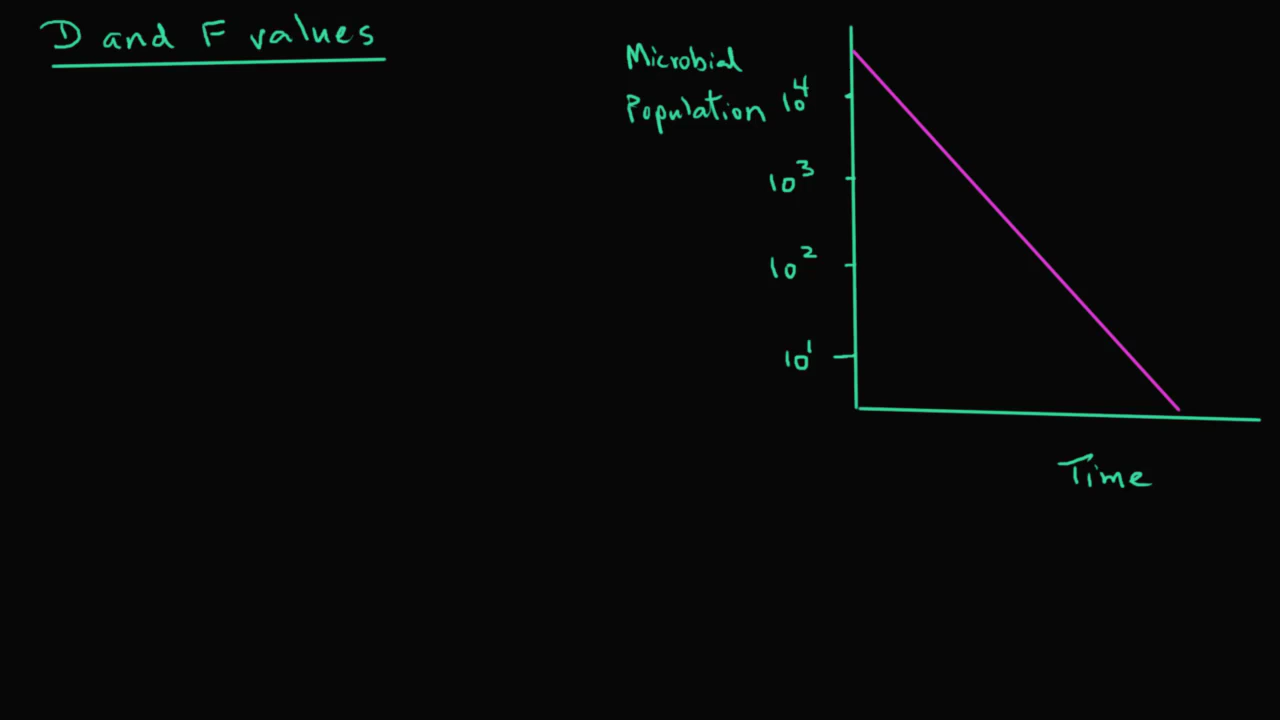 D and F values
Microbial
Population
10⁴
10³
10²
10¹
Time